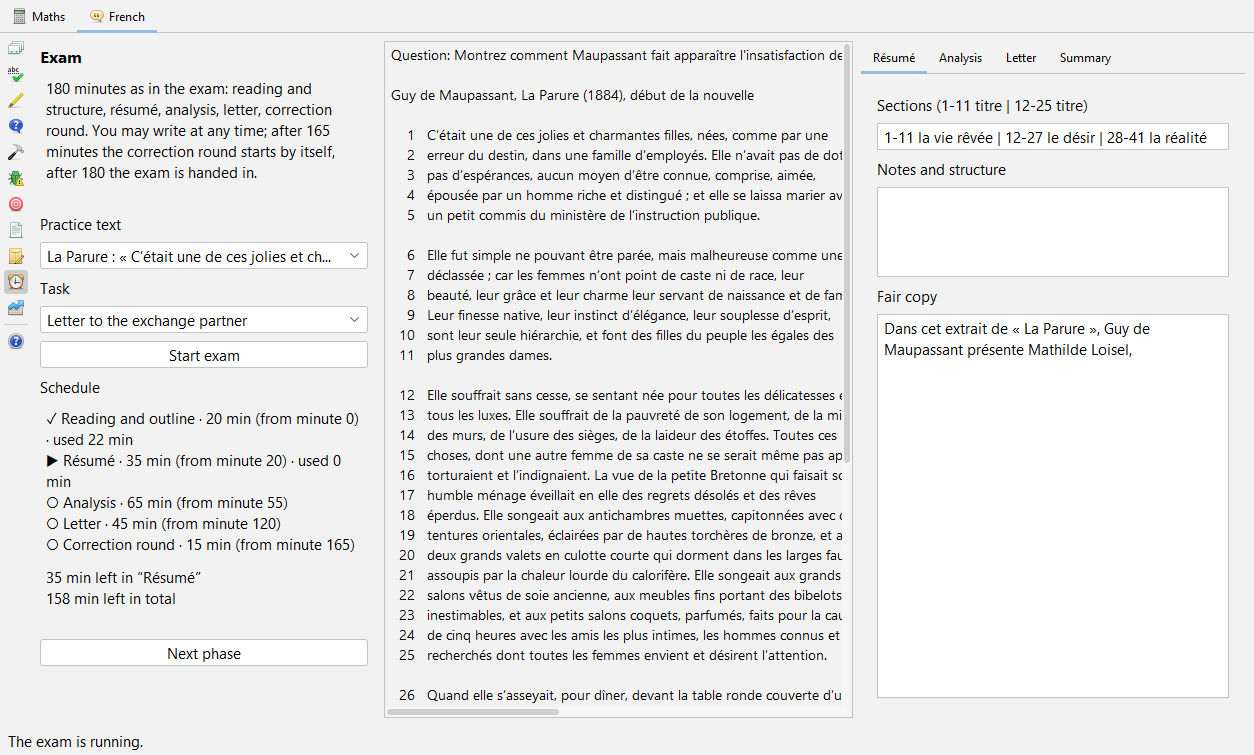 Maths
French
Exam
180 minutes as in the exam: reading and
structure, résumé, analysis, letter, correction
round. You may write at any time; after 165
minutes the correction round starts by itself,
after 180 the exam is handed in.
Practice text
La Parure : « C’était une de ces jolies et ch...
Task
Letter to the exchange partner
Start exam
Schedule
✓ Reading and outline · 20 min (from minute 0)
· used 22 min
▶ Résumé · 35 min (from minute 20) · used 0
min
○ Analysis · 65 min (from minute 55)
○ Letter · 45 min (from minute 120)
○ Correction round · 15 min (from minute 165)
35 min left in “Résumé”
158 min left in total
Next phase
Question: Montrez comment Maupassant fait apparaître l'insatisfaction de
Guy de Maupassant, La Parure (1884), début de la nouvelle
1 C’était une de ces jolies et charmantes filles, nées, comme par une
2 erreur du destin, dans une famille d’employés. Elle n’avait pas de dot
3 pas d’espérances, aucun moyen d’être connue, comprise, aimée,
4 épousée par un homme riche et distingué ; et elle se laissa marier av
5 un petit commis du ministère de l’instruction publique.
6 Elle fut simple ne pouvant être parée, mais malheureuse comme une
7 déclassée ; car les femmes n’ont point de caste ni de race, leur
8 beauté, leur grâce et leur charme leur servant de naissance et de fam
9 Leur finesse native, leur instinct d’élégance, leur souplesse d’esprit,
10 sont leur seule hiérarchie, et font des filles du peuple les égales des
11 plus grandes dames.
12 Elle souffrait sans cesse, se sentant née pour toutes les délicatesses e
13 tous les luxes. Elle souffrait de la pauvreté de son logement, de la mi
14 des murs, de l’usure des sièges, de la laideur des étoffes. Toutes ces
15 choses, dont une autre femme de sa caste ne se serait même pas ap
16 torturaient et l’indignaient. La vue de la petite Bretonne qui faisait so
17 humble ménage éveillait en elle des regrets désolés et des rêves
18 éperdus. Elle songeait aux antichambres muettes, capitonnées avec d
19 tentures orientales, éclairées par de hautes torchères de bronze, et a
20 deux grands valets en culotte courte qui dorment dans les larges fau
21 assoupis par la chaleur lourde du calorifère. Elle songeait aux grands
22 salons vêtus de soie ancienne, aux meubles fins portant des bibelots
23 inestimables, et aux petits salons coquets, parfumés, faits pour la cau
24 de cinq heures avec les amis les plus intimes, les hommes connus et
25 recherchés dont toutes les femmes envient et désirent l’attention.
26 Quand elle s’asseyait, pour dîner, devant la table ronde couverte d’u
Résumé
Analysis
Letter
Summary
Sections (1-11 titre | 12-25 titre)
1-11 la vie rêvée | 12-27 le désir | 28-41 la réalité
Notes and structure
Fair copy
Dans cet extrait de « La Parure », Guy de
Maupassant présente Mathilde Loisel,
The exam is running.